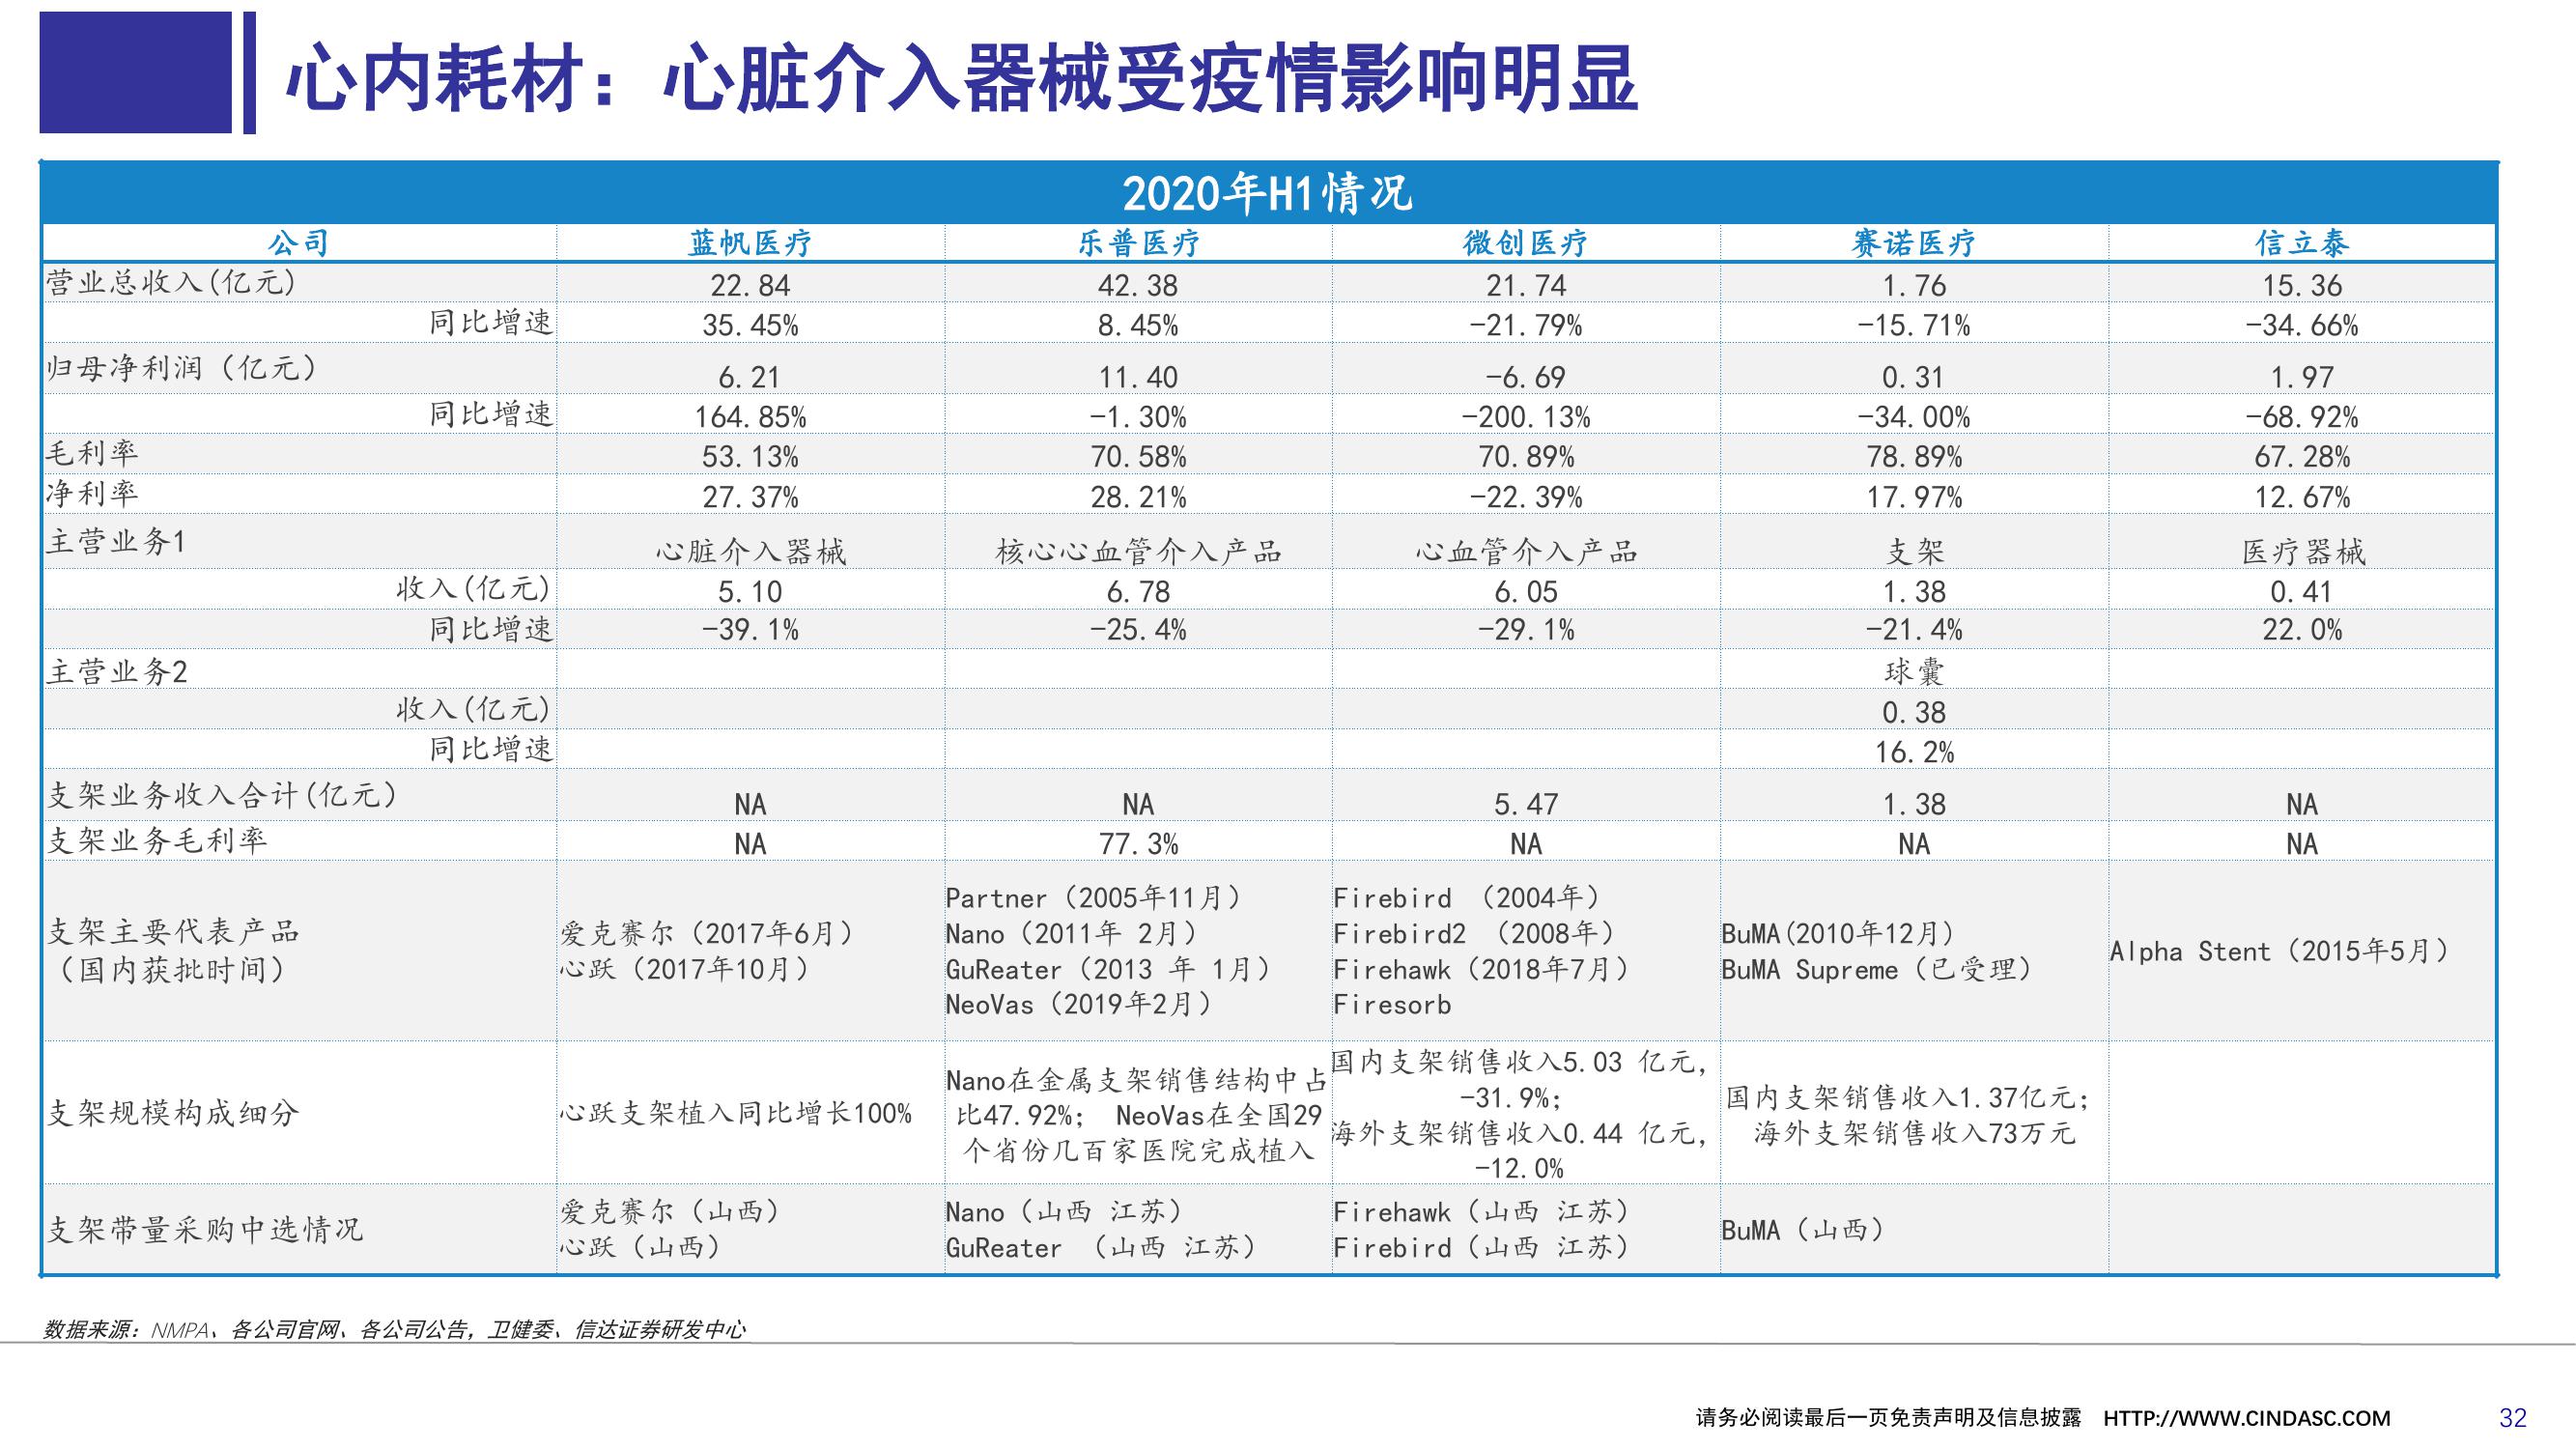 心内耗材：心脏介入器械受疫情影响明显
2020年H1情况
公司 蓝帆医疗 乐普医疗 微创医疗 赛诺医疗 信立泰
营业总收入(亿元) 22.84 42.38 21.74 1.76 15.36
同比增速 35.45% 8.45% -21.79% -15.71% -34.66%
归母净利润（亿元） 6.21 11.40 -6.69 0.31 1.97
同比增速 164.85% -1.30% -200.13% -34.00% -68.92%
毛利率 53.13% 70.58% 70.89% 78.89% 67.28%
净利率 27.37% 28.21% -22.39% 17.97% 12.67%
主营业务1 心脏介入器械 核心心血管介入产品 心血管介入产品 支架 医疗器械
收入(亿元) 5.10 6.78 6.05 1.38 0.41
同比增速 -39.1% -25.4% -29.1% -21.4% 22.0%
主营业务2 球囊
收入(亿元) 0.38
同比增速 16.2%
支架业务收入合计(亿元) NA NA 5.47 1.38 NA
支架业务毛利率 NA 77.3% NA NA NA
支架主要代表产品
（国内获批时间）
爱克赛尔（2017年6月）
心跃（2017年10月）
Partner（2005年11月）
Nano（2011年 2月）
GuReater（2013 年 1月）
NeoVas（2019年2月）
Firebird （2004年）
Firebird2 （2008年）
Firehawk（2018年7月）
Firesorb
BuMA(2010年12月)
BuMA Supreme（已受理）
Alpha Stent（2015年5月）
支架规模构成细分
心跃支架植入同比增长100%
Nano在金属支架销售结构中占
比47.92%； NeoVas在全国29
个省份几百家医院完成植入
国内支架销售收入5.03 亿元，
-31.9%；
海外支架销售收入0.44 亿元，
-12.0%
国内支架销售收入1.37亿元；
海外支架销售收入73万元
支架带量采购中选情况
爱克赛尔（山西）
心跃（山西）
Nano（山西 江苏）
GuReater （山西 江苏）
Firehawk（山西 江苏）
Firebird（山西 江苏）
BuMA（山西）
数据来源：NMPA、各公司官网、各公司公告，卫健委、信达证券研发中心
请务必阅读最后一页免责声明及信息披露 HTTP://WWW.CINDASC.COM 32